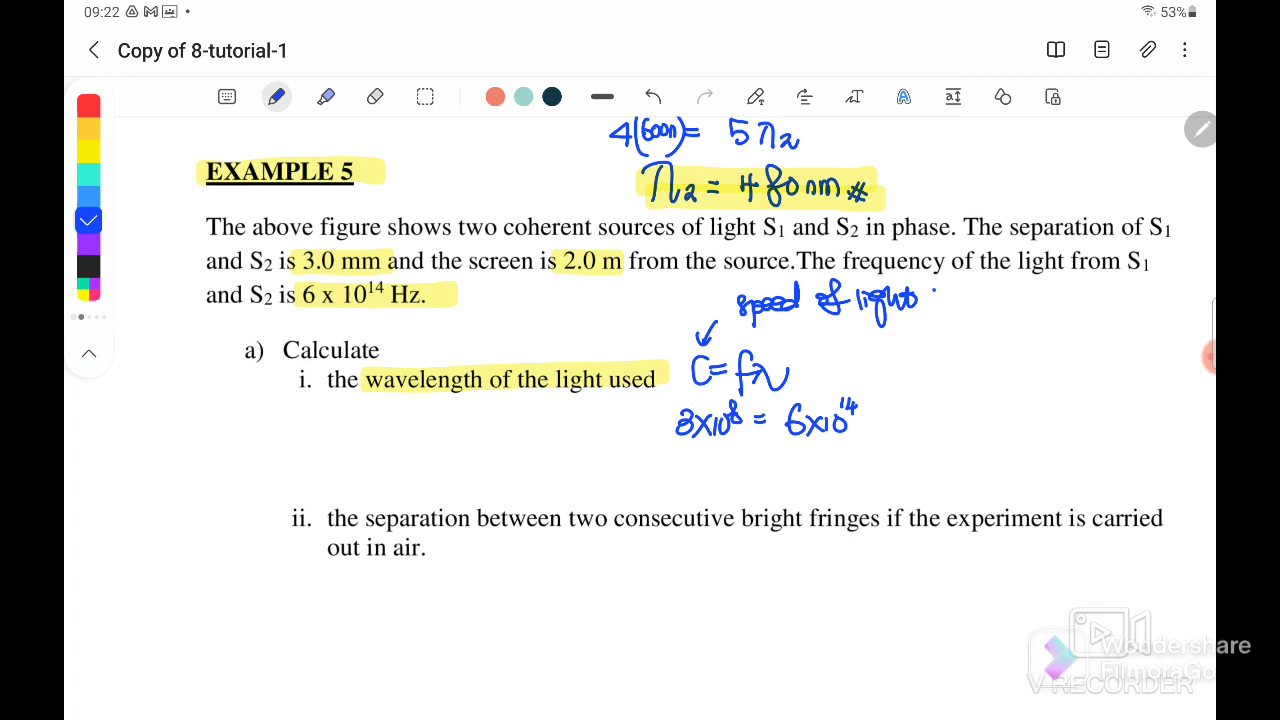 09:22
53%
Copy of 8-tutorial-1
4(600n) = 5λ2
λ2 = 480nm #
EXAMPLE 5
The above figure shows two coherent sources of light S1 and S2 in phase. The separation of S1
and S2 is 3.0 mm and the screen is 2.0 m from the source.The frequency of the light from S1
and S2 is 6 x 10^14 Hz.
speed of light
a) Calculate
i. the wavelength of the light used
C = fλ
3x10^8 = 6x10^14
ii. the separation between two consecutive bright fringes if the experiment is carried
out in air.
Wondershare
FilmoraGo
V RECORDER